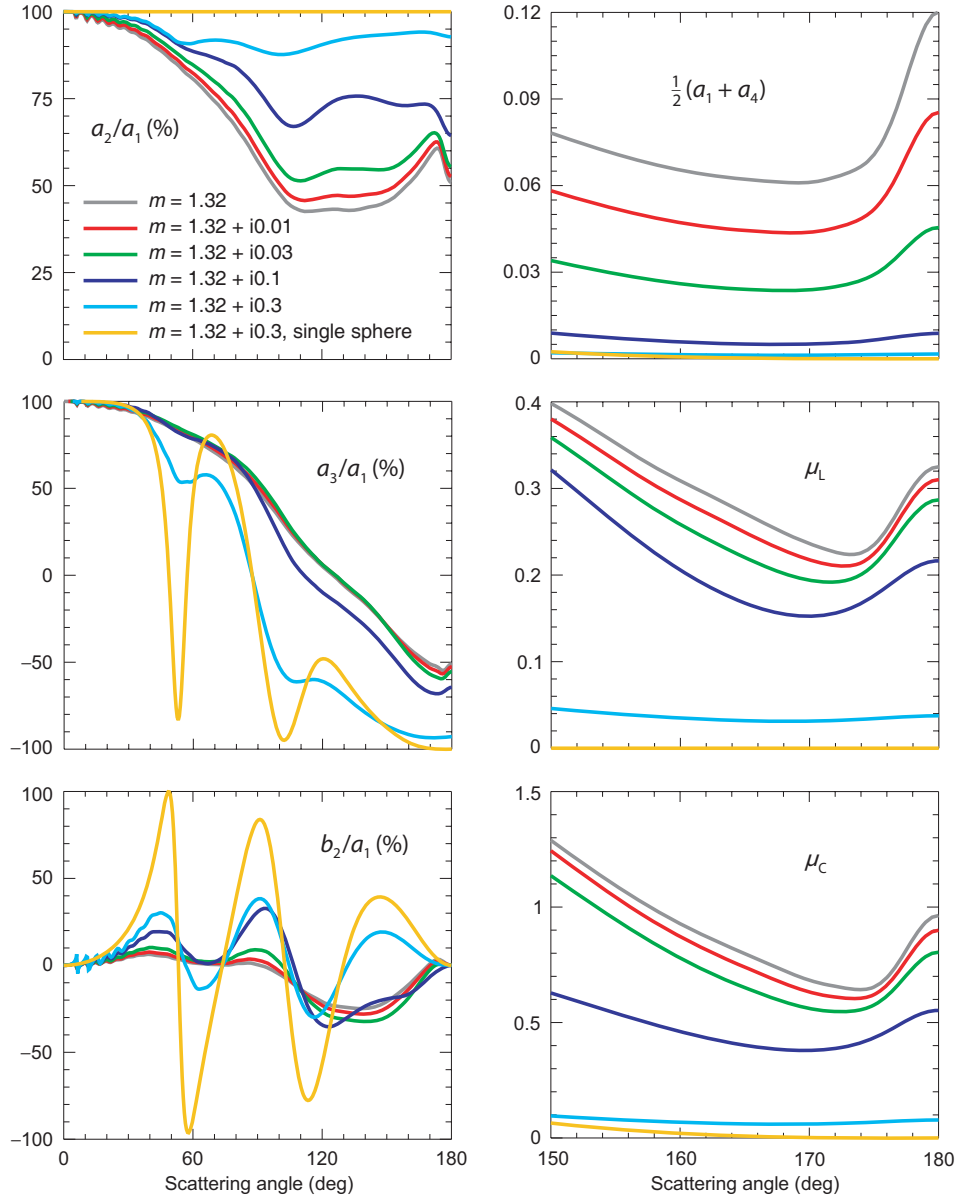 100
75
50
25
0
a₂/a₁ (%)
m = 1.32
m = 1.32 + i0.01
m = 1.32 + i0.03
m = 1.32 + i0.1
m = 1.32 + i0.3
m = 1.32 + i0.3, single sphere
0.12
0.09
0.06
0.03
0
½(a₁ + a₄)
100
50
0
−50
−100
a₃/a₁ (%)
0.4
0.3
0.2
0.1
0
μL
100
50
0
−50
−100
b₂/a₁ (%)
0 60 120 180
Scattering angle (deg)
1.5
1
0.5
0
μC
150 160 170 180
Scattering angle (deg)